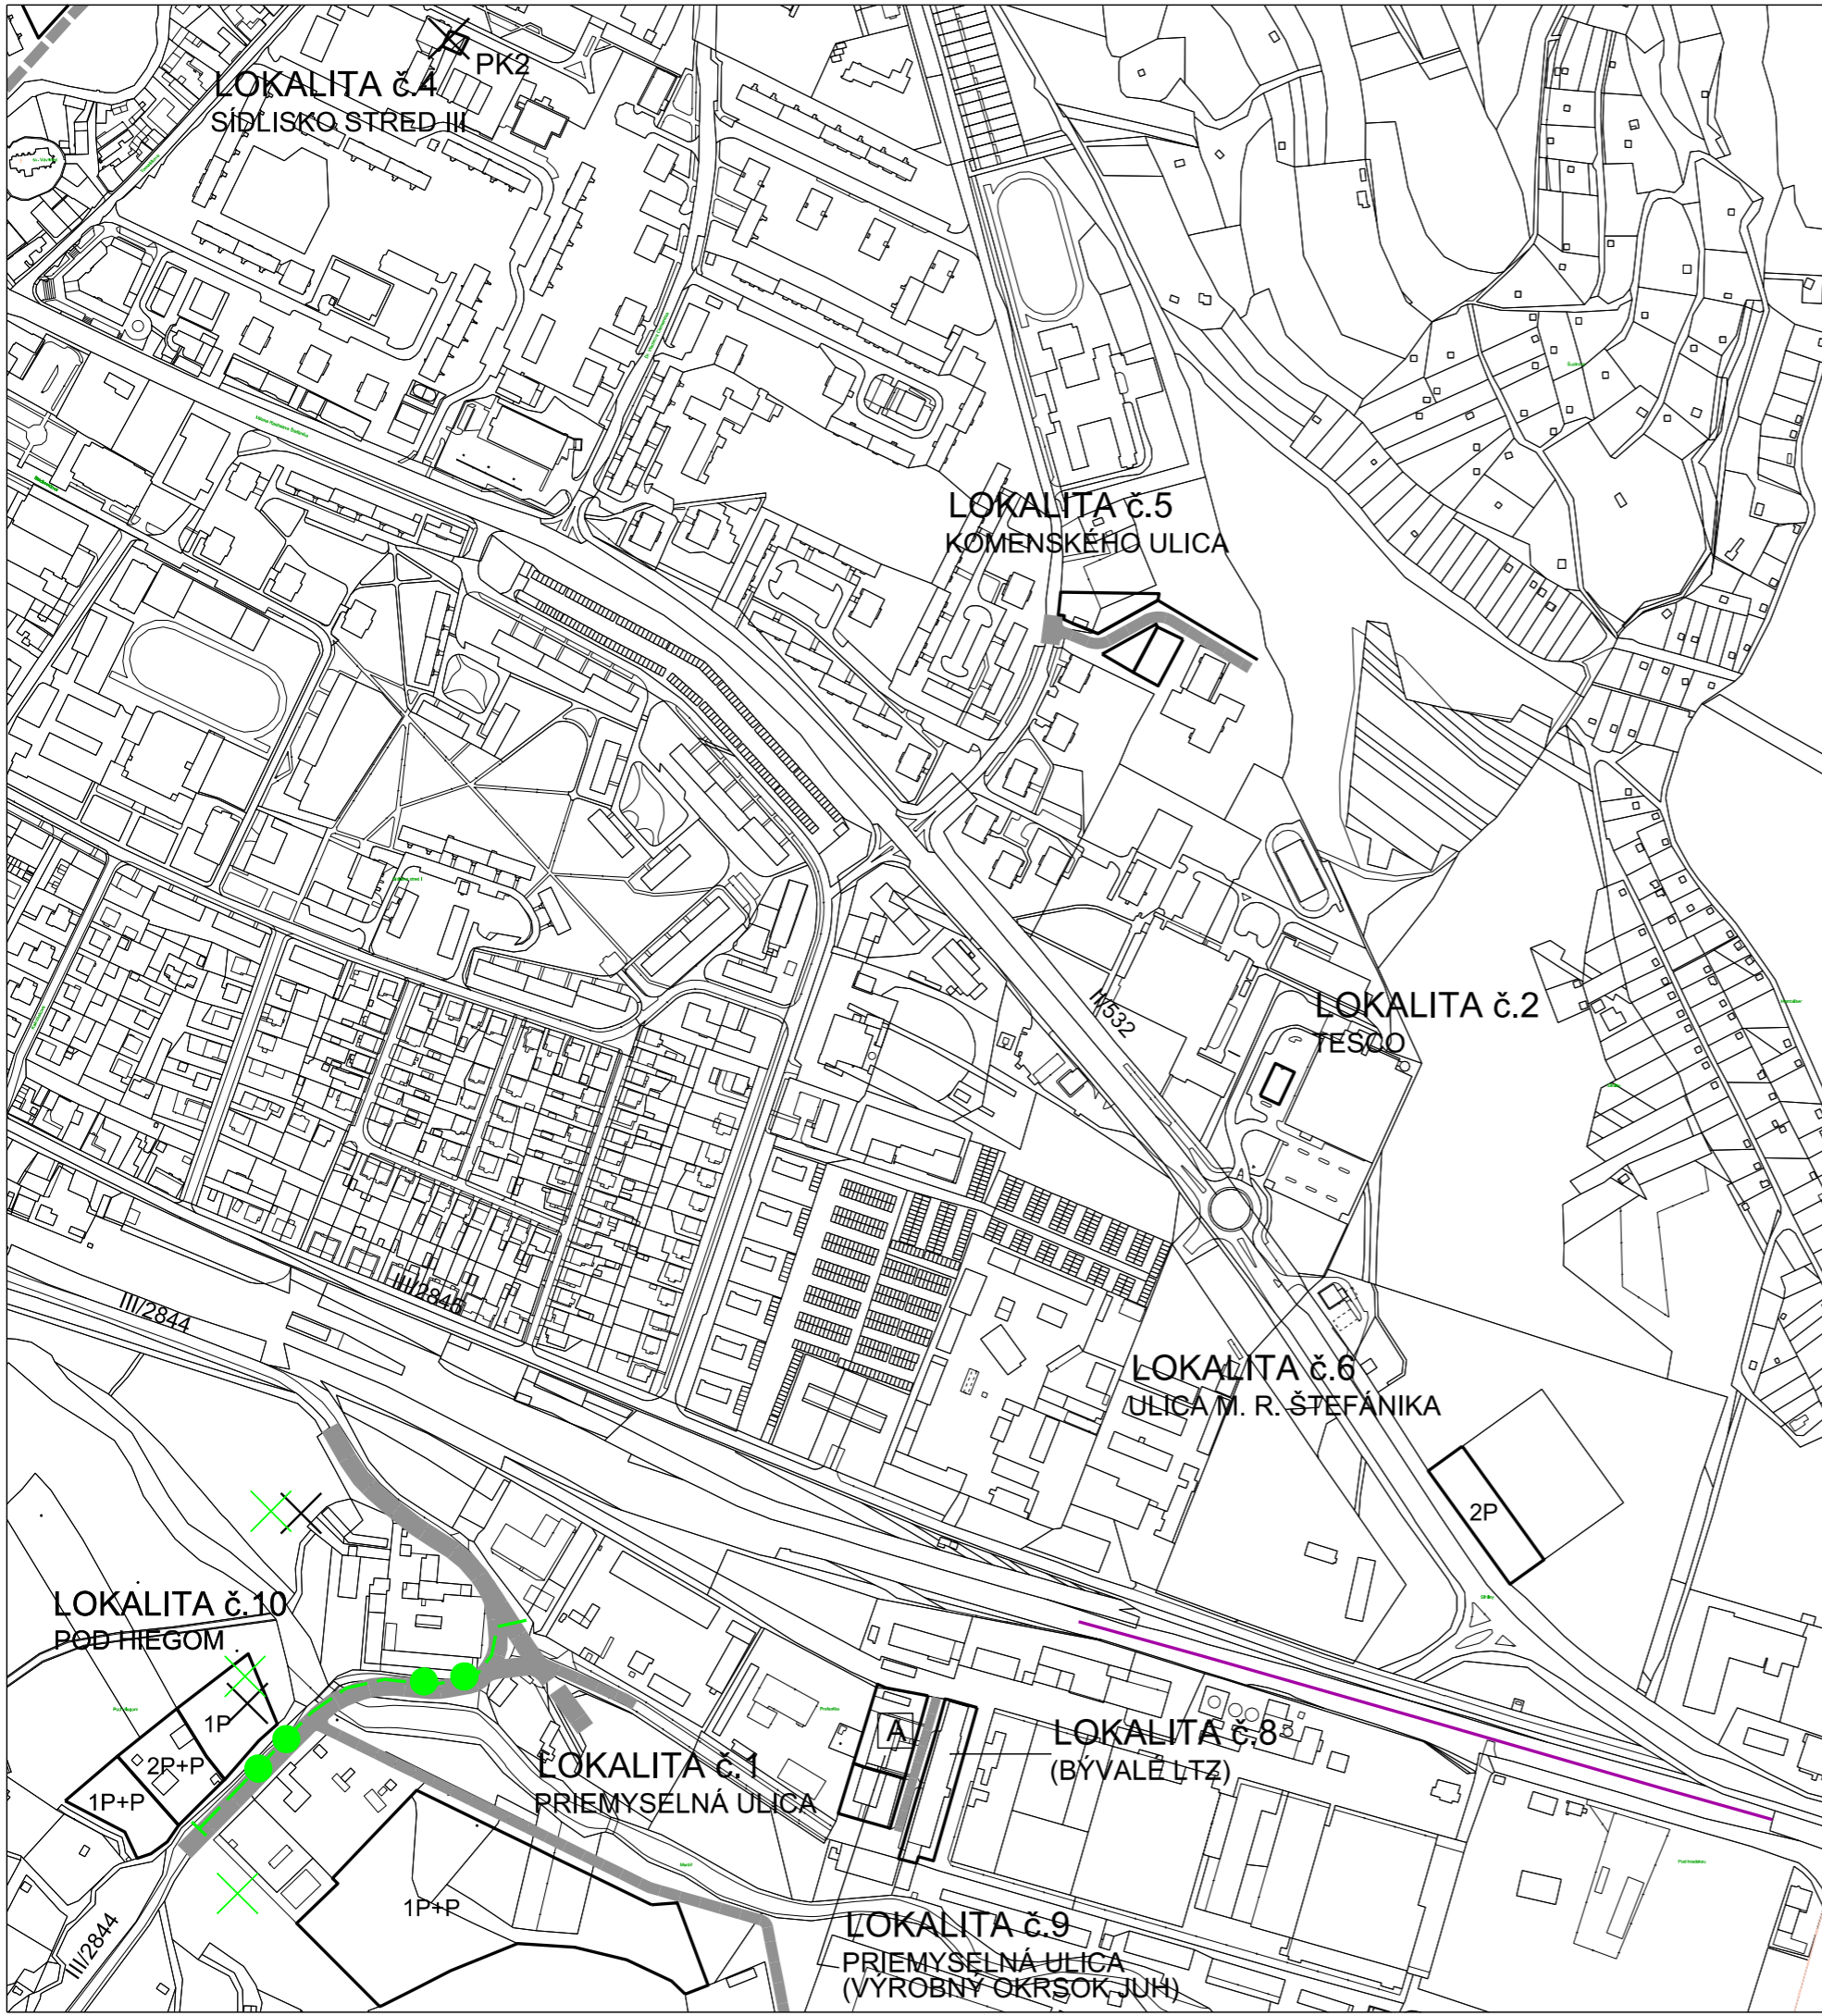 PK2
LOKALITA č.4
SÍDLISKO STRED III
LOKALITA č.5
KOMENSKÉHO ULICA
II/532
LOKALITA č.2
TESCO
A
III/2844
III/2845
LOKALITA č.6
ULICA M. R. ŠTEFÁNIKA
2P
LOKALITA č.10
POD HIEGOM
1P
2P+P
1P+P
LOKALITA č.1
PRIEMYSELNÁ ULICA
A
LOKALITA č.8
(BÝVALE LTZ)
1P+P
III/2844
LOKALITA č.9
PRIEMYSELNÁ ULICA
(VÝROBNÝ OKRSOK JUH)